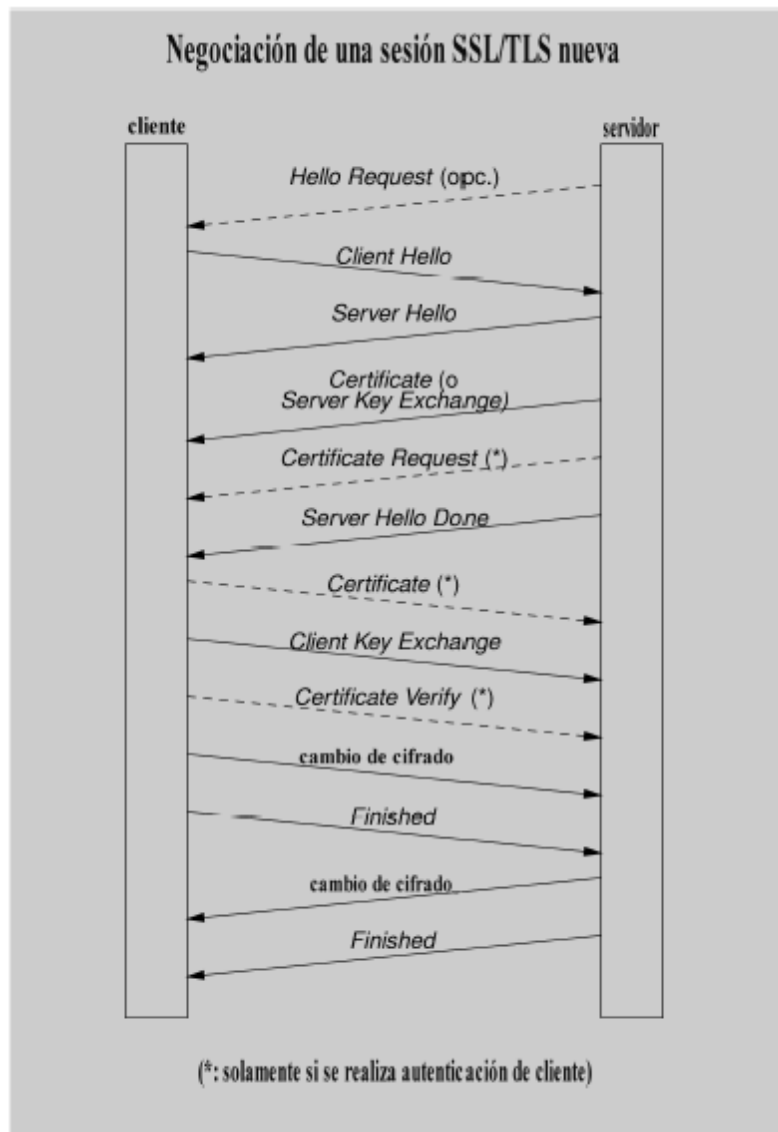 Negociación de una sesión SSL/TLS nueva
cliente
servidor
Hello Request (opc.)
Client Hello
Server Hello
Certificate (o
Server Key Exchange)
Certificate Request (*)
Server Hello Done
Certificate (*)
Client Key Exchange
Certificate Verify (*)
cambio de cifrado
Finished
cambio de cifrado
Finished
(*: solamente si se realiza autenticación de cliente)